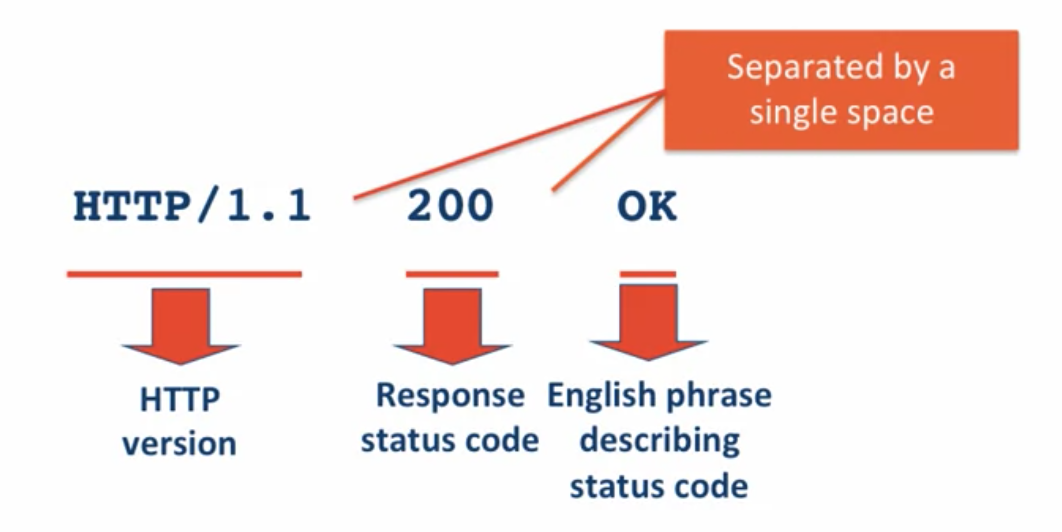 Separated by a
single space
HTTP/1.1 200 OK
HTTP
version
Response
status code
English phrase
describing
status code